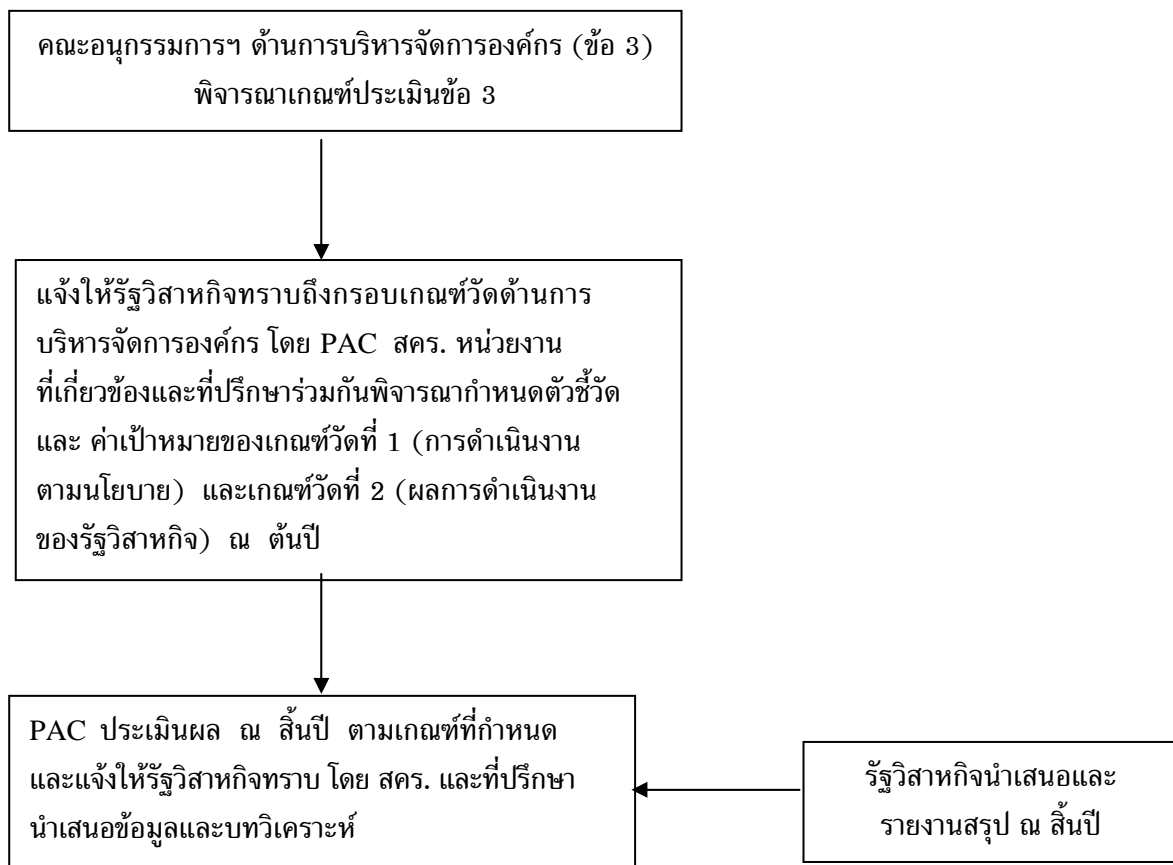 คณะอนุกรรมการฯ ด้านการบริหารจัดการองค์กร (ข้อ 3)
พิจารณาเกณฑ์ประเมินข้อ 3
แจ้งให้รัฐวิสาหกิจทราบถึงกรอบเกณฑ์วัดด้านการ
บริหารจัดการองค์กร โดย PAC สคร. หน่วยงาน
ที่เกี่ยวข้องและที่ปรึกษาร่วมกันพิจารณากำหนดตัวชี้วัด
และ ค่าเป้าหมายของเกณฑ์วัดที่ 1 (การดำเนินงาน
ตามนโยบาย) และเกณฑ์วัดที่ 2 (ผลการดำเนินงาน
ของรัฐวิสาหกิจ) ณ ต้นปี
PAC ประเมินผล ณ สิ้นปี ตามเกณฑ์ที่กำหนด
และแจ้งให้รัฐวิสาหกิจทราบ โดย สคร. และที่ปรึกษา
นำเสนอข้อมูลและบทวิเคราะห์
รัฐวิสาหกิจนำเสนอและ
รายงานสรุป ณ สิ้นปี